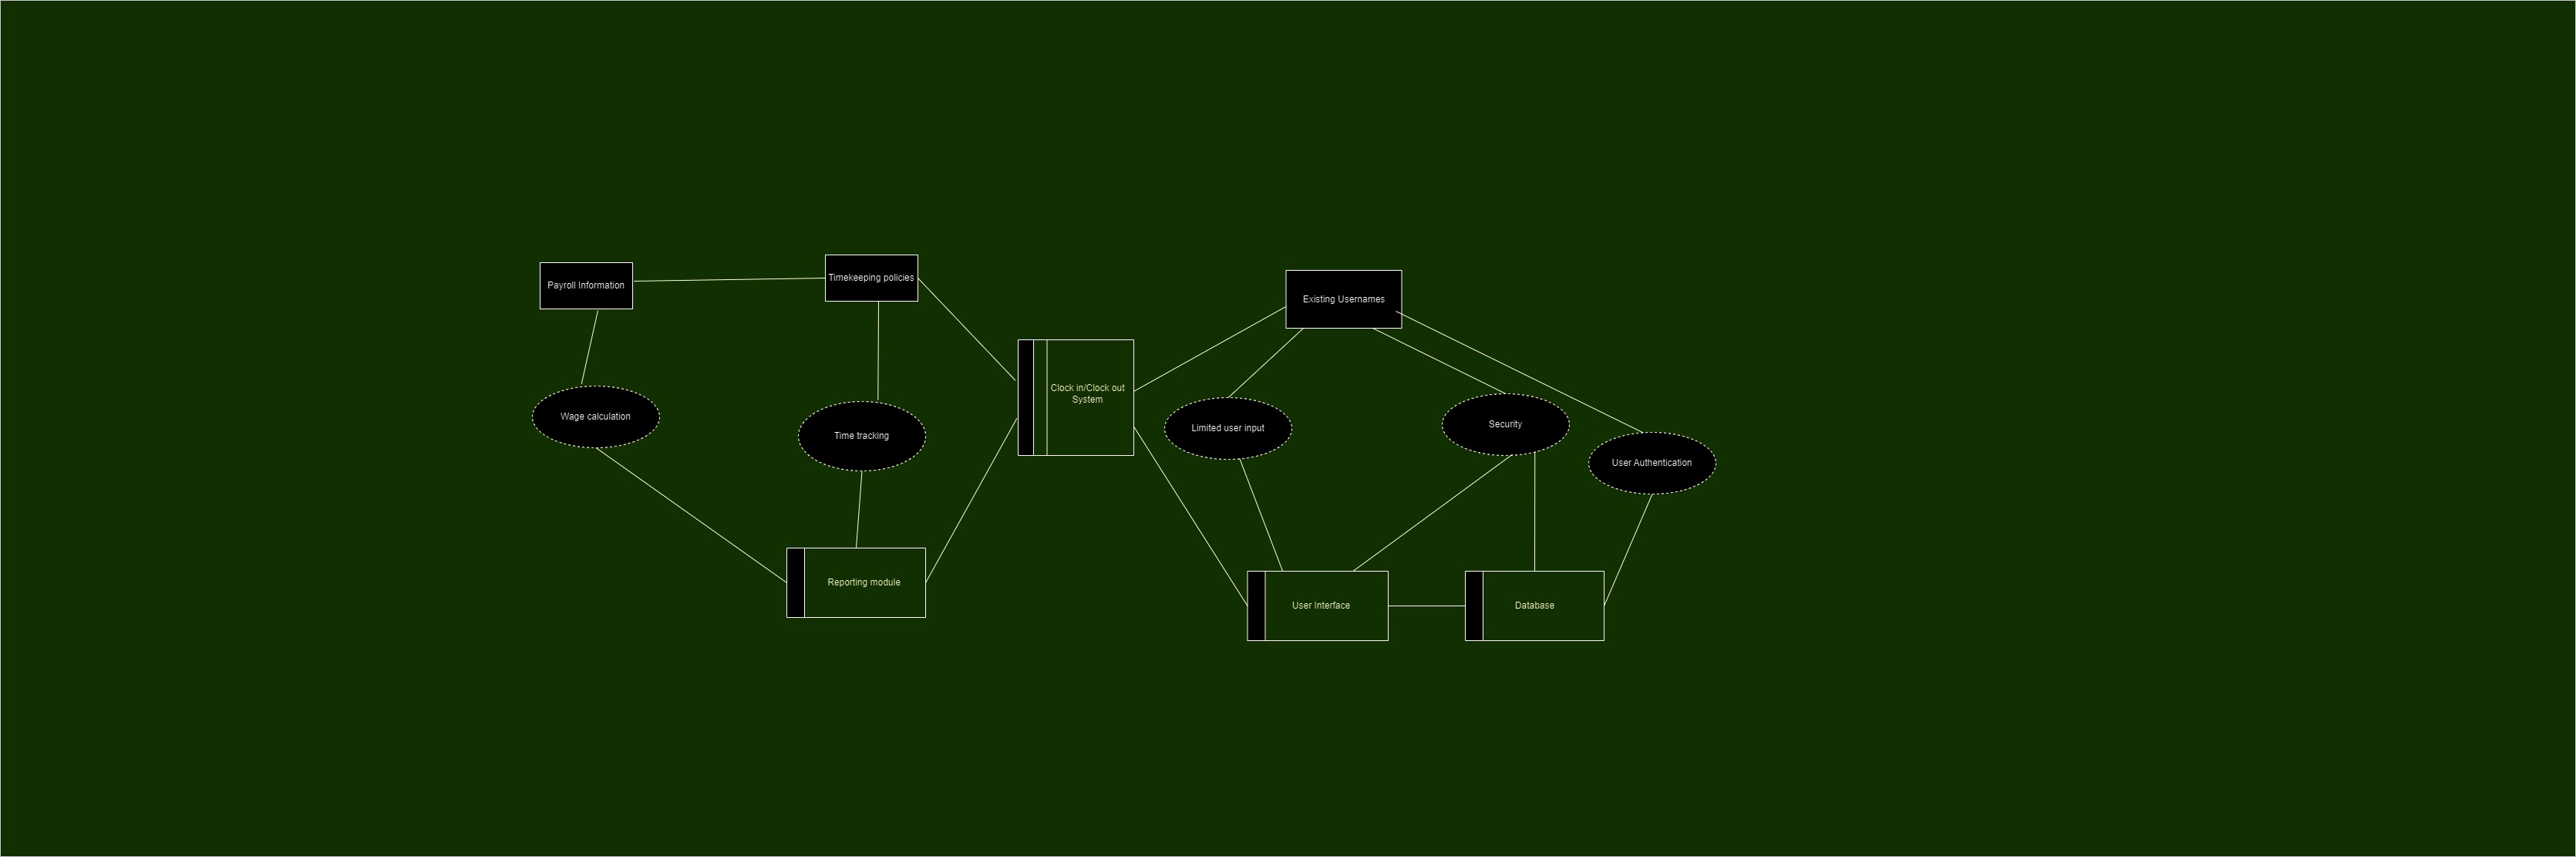 Payroll Information
Timekeeping policies
Existing Usernames
Clock in/Clock out
System
Wage calculation
Time tracking
Limited user input
Security
User Authentication
Reporting module
User Interface
Database